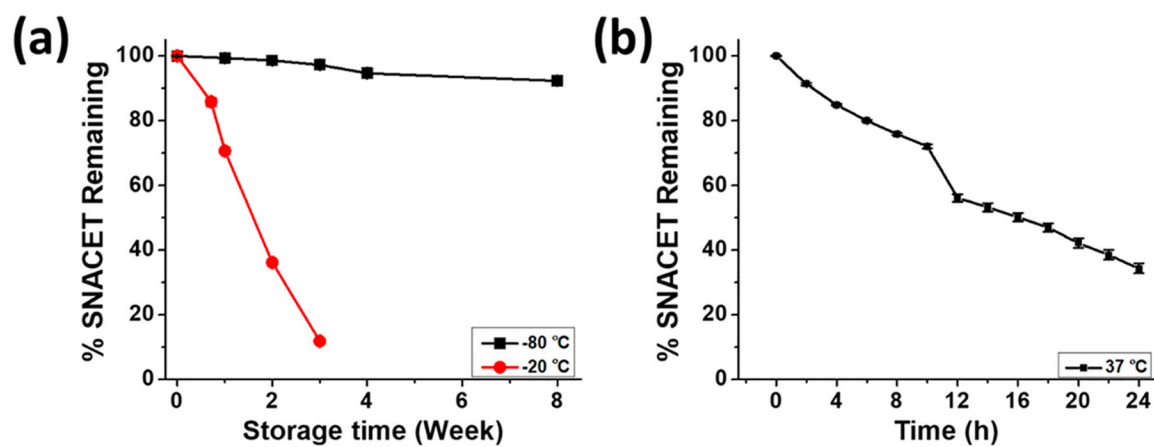 (a)
% SNACET Remaining
100
80
60
40
20
0
-80 °C
-20 °C
0 2 4 6 8
Storage time (Week)
(b)
% SNACET Remaining
100
80
60
40
20
0
37 °C
0 4 8 12 16 20 24
Time (h)